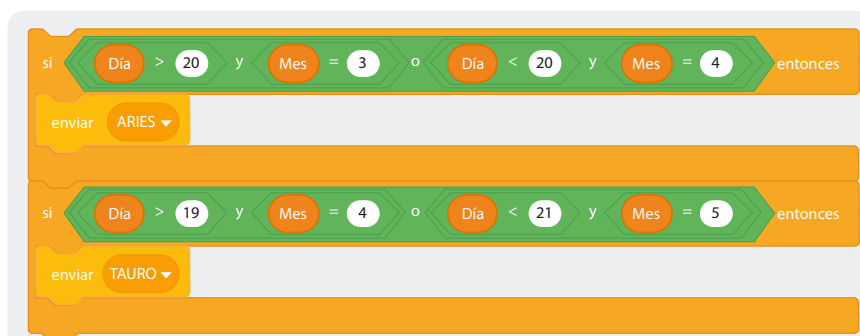 si Día > 20 y Mes = 3 o Día < 20 y Mes = 4 entonces
enviar ARIES
si Día > 19 y Mes = 4 o Día < 21 y Mes = 5 entonces
enviar TAURO